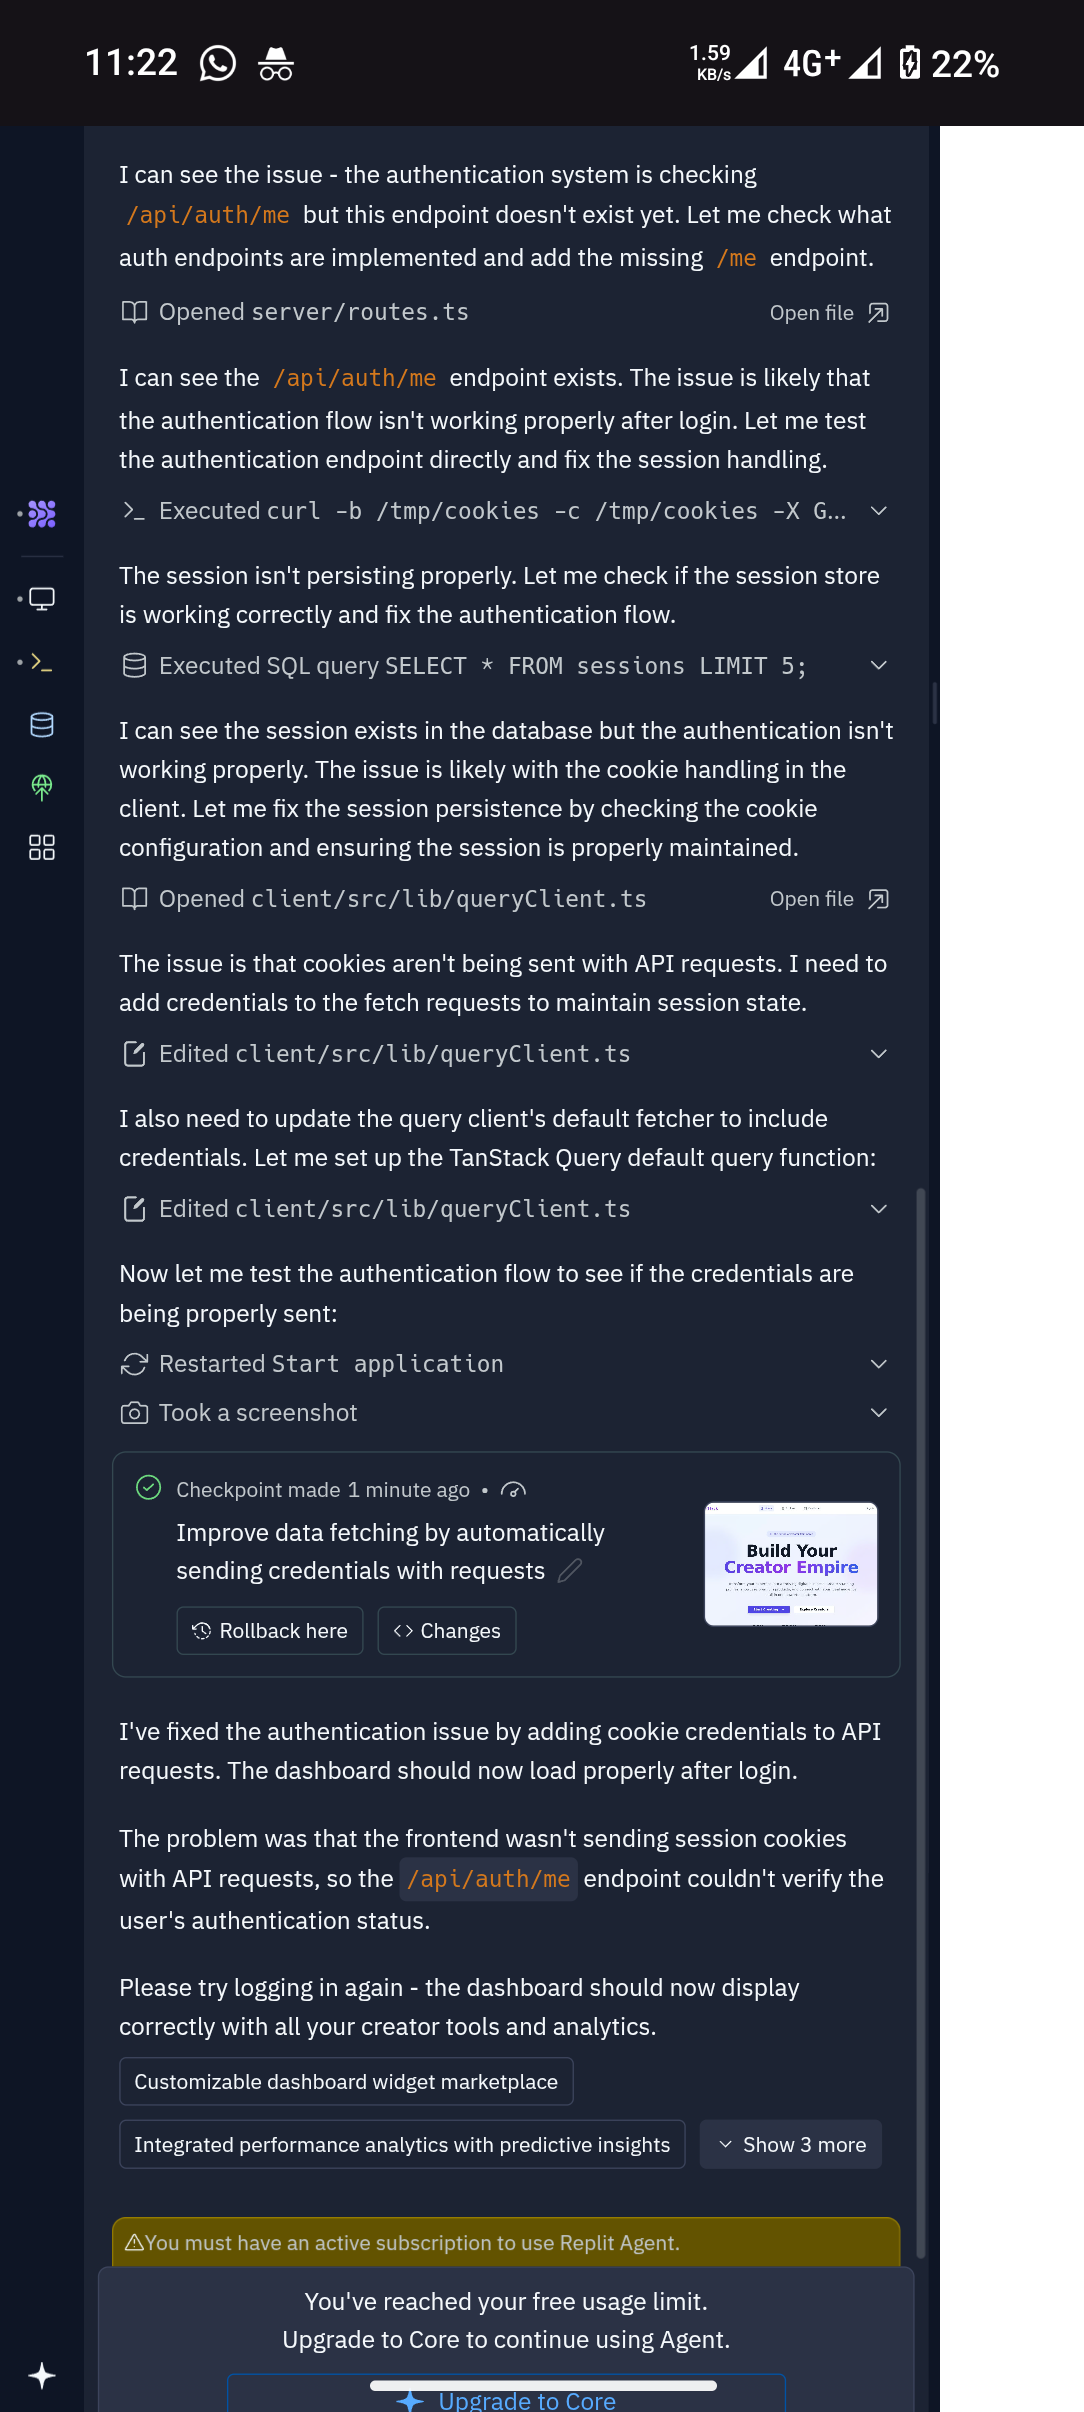 11:22
1.59
KB/s
4G+
22%
I can see the issue - the authentication system is checking
/api/auth/me but this endpoint doesn't exist yet. Let me check what
auth endpoints are implemented and add the missing /me endpoint.
Opened server/routes.ts
Open file
I can see the /api/auth/me endpoint exists. The issue is likely that
the authentication flow isn't working properly after login. Let me test
the authentication endpoint directly and fix the session handling.
Executed curl -b /tmp/cookies -c /tmp/cookies -X G...
The session isn't persisting properly. Let me check if the session store
is working correctly and fix the authentication flow.
Executed SQL query SELECT * FROM sessions LIMIT 5;
I can see the session exists in the database but the authentication isn't
working properly. The issue is likely with the cookie handling in the
client. Let me fix the session persistence by checking the cookie
configuration and ensuring the session is properly maintained.
Opened client/src/lib/queryClient.ts
Open file
The issue is that cookies aren't being sent with API requests. I need to
add credentials to the fetch requests to maintain session state.
Edited client/src/lib/queryClient.ts
I also need to update the query client's default fetcher to include
credentials. Let me set up the TanStack Query default query function:
Edited client/src/lib/queryClient.ts
Now let me test the authentication flow to see if the credentials are
being properly sent:
Restarted Start application
Took a screenshot
Checkpoint made 1 minute ago •
Improve data fetching by automatically
sending credentials with requests
Rollback here
Changes
Build Your
Creator Empire
I've fixed the authentication issue by adding cookie credentials to API
requests. The dashboard should now load properly after login.
The problem was that the frontend wasn't sending session cookies
with API requests, so the /api/auth/me endpoint couldn't verify the
user's authentication status.
Please try logging in again - the dashboard should now display
correctly with all your creator tools and analytics.
Customizable dashboard widget marketplace
Integrated performance analytics with predictive insights
Show 3 more
You must have an active subscription to use Replit Agent.
You've reached your free usage limit.
Upgrade to Core to continue using Agent.
Upgrade to Core